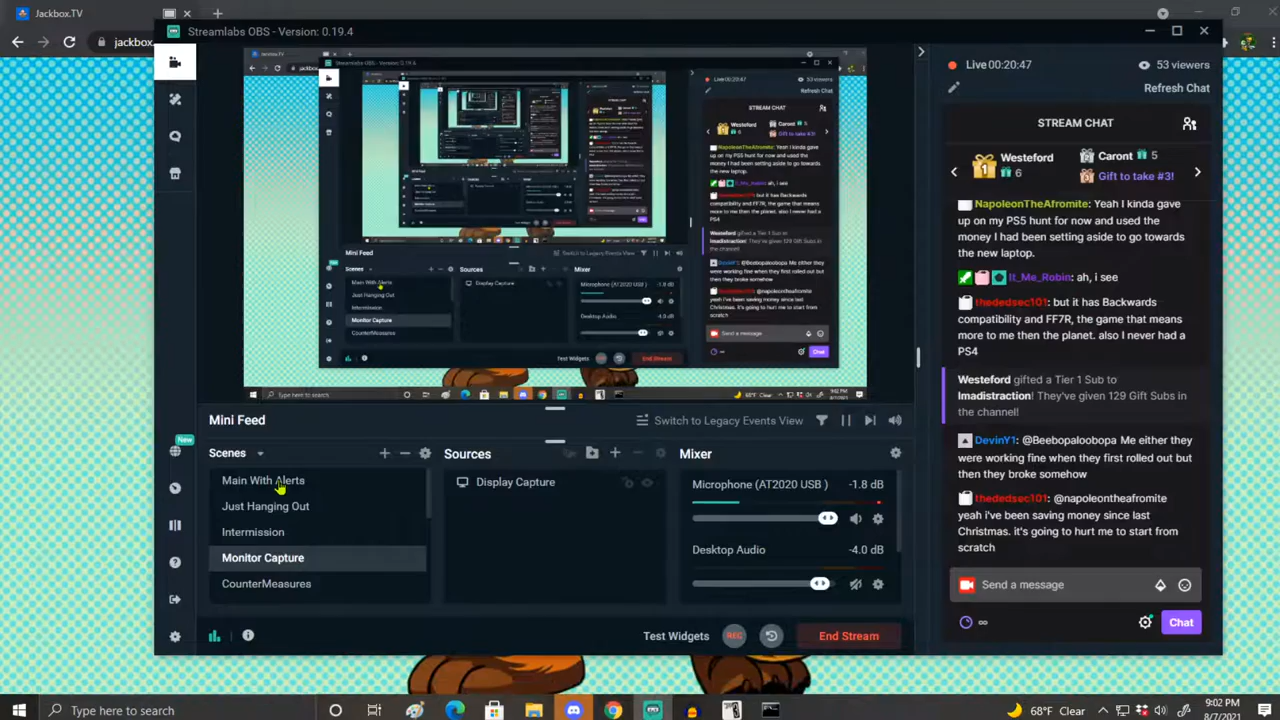 Jackbox.TV
jackbox
Streamlabs OBS - Version: 0.19.4
Live 00:20:47
53 viewers
Refresh Chat
STREAM CHAT
Westeford
6
Caront 5
Gift to take #3!
NapoleonTheAfromite: Yeah I kinda gave
up on my PS5 hunt for now and used the
money I had been setting aside to go towards
the new laptop.
It_Me_Robin: ah, i see
thededsec101: but it has Backwards
compatibility and FF7R, the game that means
more to me then the planet. also I never had a
PS4
Westeford gifted a Tier 1 Sub to
Imadistraction! They've given 129 Gift Subs in
the channel!
DevinY1: @Beebopaloobopa Me either they
were working fine when they first rolled out but
then they broke somehow
thededsec101: @napoleontheafromite
yeah i've been saving money since last
Christmas. it's going to hurt me to start from
scratch
Send a message
Chat
Mini Feed
Switch to Legacy Events View
New
Scenes
Main With Alerts
Just Hanging Out
Intermission
Monitor Capture
CounterMeasures
Sources
Display Capture
Mixer
Microphone (AT2020 USB )
-1.8 dB
Desktop Audio
-4.0 dB
Test Widgets
REC
End Stream
Type here to search
68°F Clear
9:02 PM
8/7/2021